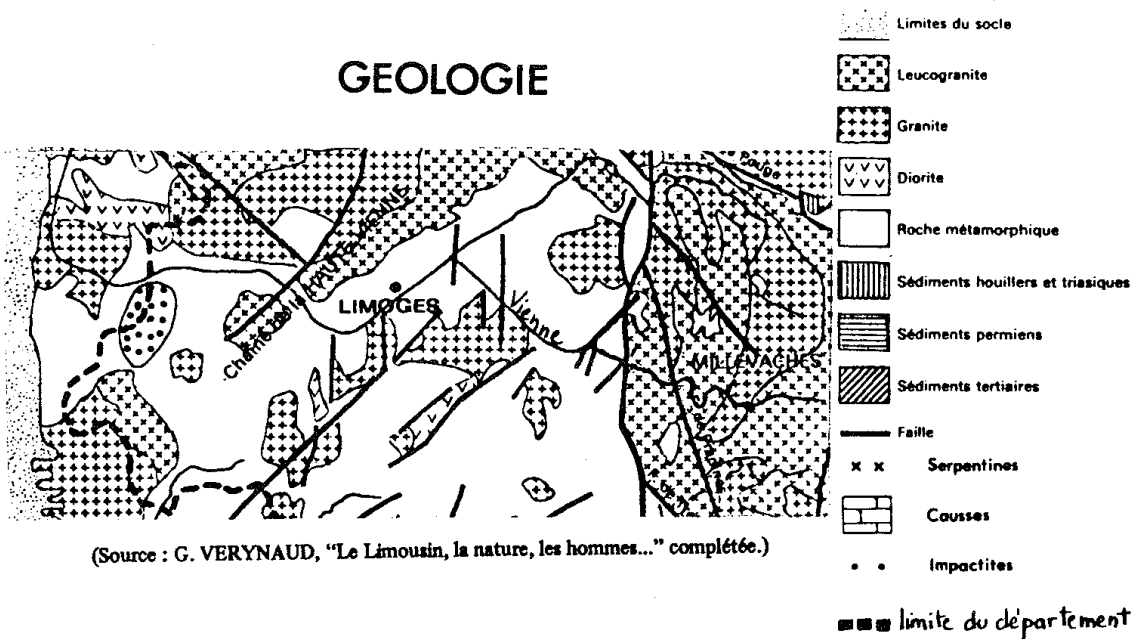 GEOLOGIE
LIMOGES
Vienne
MILLEVACHES
(Source : G. VERYNAUD, "Le Limousin, la nature, les hommes..." complétée.)
Limites du socle
Leucogranite
Granite
Diorite
Roche métamorphique
Sédiments houillers et triasiques
Sédiments permiens
Sédiments tertiaires
Faille
Serpentines
Causses
Impactites
limite du département